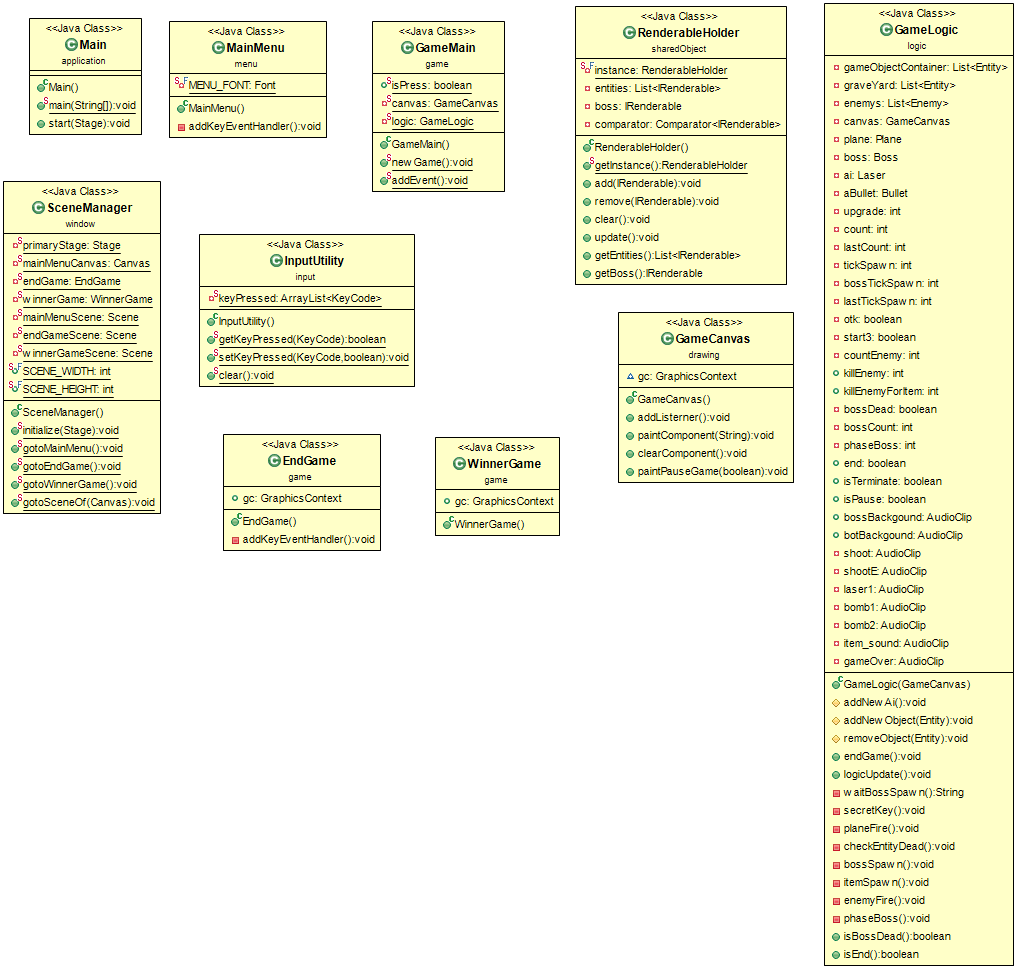 <<Java Class>>
Main
application
Main()
main(String[]):void
start(Stage):void
<<Java Class>>
MainMenu
menu
MENU_FONT: Font
MainMenu()
addKeyEventHandler():void
<<Java Class>>
GameMain
game
isPress: boolean
canvas: GameCanvas
logic: GameLogic
GameMain()
newGame():void
addEvent():void
<<Java Class>>
RenderableHolder
sharedObject
instance: RenderableHolder
entities: List<IRenderable>
boss: IRenderable
comparator: Comparator<IRenderable>
RenderableHolder()
getInstance():RenderableHolder
add(IRenderable):void
remove(IRenderable):void
clear():void
update():void
getEntities():List<IRenderable>
getBoss():IRenderable
<<Java Class>>
GameLogic
logic
gameObjectContainer: List<Entity>
graveYard: List<Entity>
enemys: List<Enemy>
canvas: GameCanvas
plane: Plane
boss: Boss
ai: Laser
aBullet: Bullet
upgrade: int
count: int
lastCount: int
tickSpawn: int
bossTickSpawn: int
lastTickSpawn: int
otk: boolean
start3: boolean
countEnemy: int
killEnemy: int
killEnemyForItem: int
bossDead: boolean
bossCount: int
phaseBoss: int
end: boolean
isTerminate: boolean
isPause: boolean
bossBackgound: AudioClip
botBackgound: AudioClip
shoot: AudioClip
shootE: AudioClip
laser1: AudioClip
bomb1: AudioClip
bomb2: AudioClip
item_sound: AudioClip
gameOver: AudioClip
GameLogic(GameCanvas)
addNewAi():void
addNewObject(Entity):void
removeObject(Entity):void
endGame():void
logicUpdate():void
waitBossSpawn():String
secretKey():void
planeFire():void
checkEntityDead():void
bossSpawn():void
itemSpawn():void
enemyFire():void
phaseBoss():void
isBossDead():boolean
isEnd():boolean
<<Java Class>>
SceneManager
window
primaryStage: Stage
mainMenuCanvas: Canvas
endGame: EndGame
winnerGame: WinnerGame
mainMenuScene: Scene
endGameScene: Scene
winnerGameScene: Scene
SCENE_WIDTH: int
SCENE_HEIGHT: int
SceneManager()
initialize(Stage):void
gotoMainMenu():void
gotoEndGame():void
gotoWinnerGame():void
gotoSceneOf(Canvas):void
<<Java Class>>
InputUtility
input
keyPressed: ArrayList<KeyCode>
InputUtility()
getKeyPressed(KeyCode):boolean
setKeyPressed(KeyCode,boolean):void
clear():void
<<Java Class>>
GameCanvas
drawing
gc: GraphicsContext
GameCanvas()
addListerner():void
paintComponent(String):void
clearComponent():void
paintPauseGame(boolean):void
<<Java Class>>
EndGame
game
gc: GraphicsContext
EndGame()
addKeyEventHandler():void
<<Java Class>>
WinnerGame
game
gc: GraphicsContext
WinnerGame()